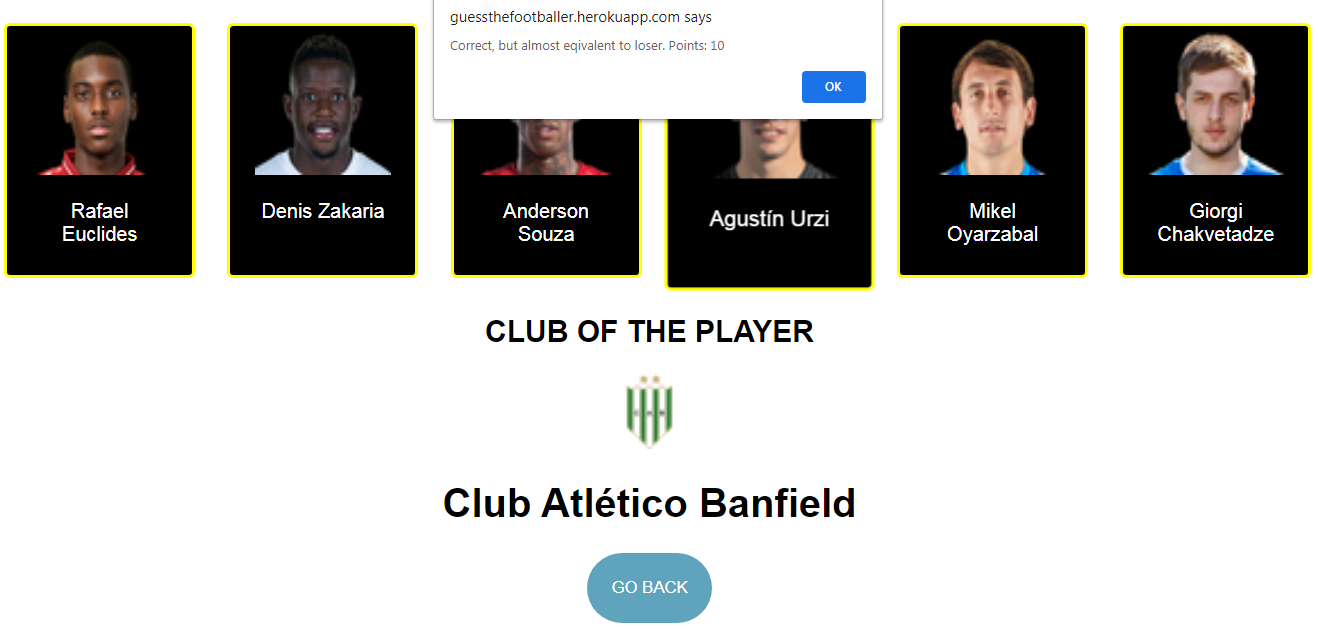 guessthefootballer.herokuapp.com says
Correct, but almost eqivalent to loser. Points: 10
OK
Rafael
Euclides
Denis Zakaria
Anderson
Souza
Agustín Urzi
Mikel
Oyarzabal
Giorgi
Chakvetadze
CLUB OF THE PLAYER
Club Atlético Banfield
GO BACK